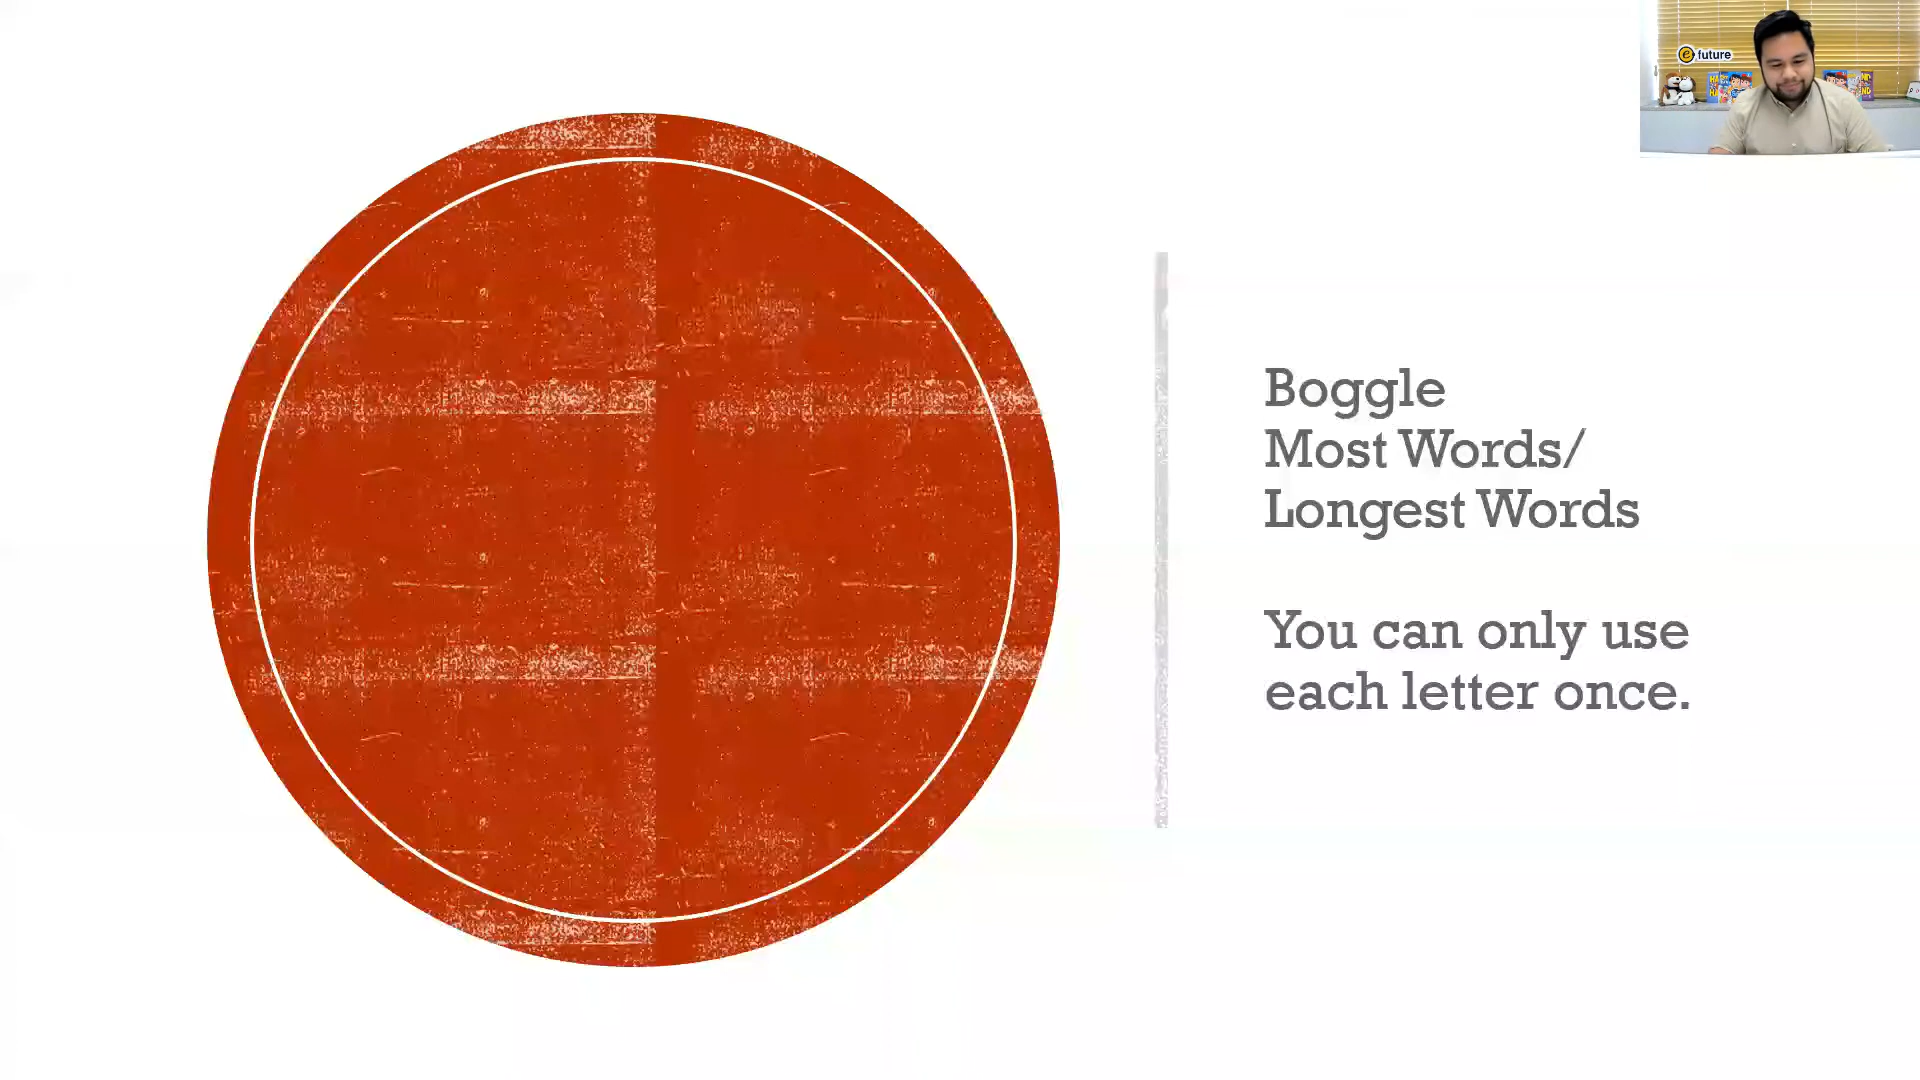 e future
Boggle
Most Words/
Longest Words
You can only use
each letter once.